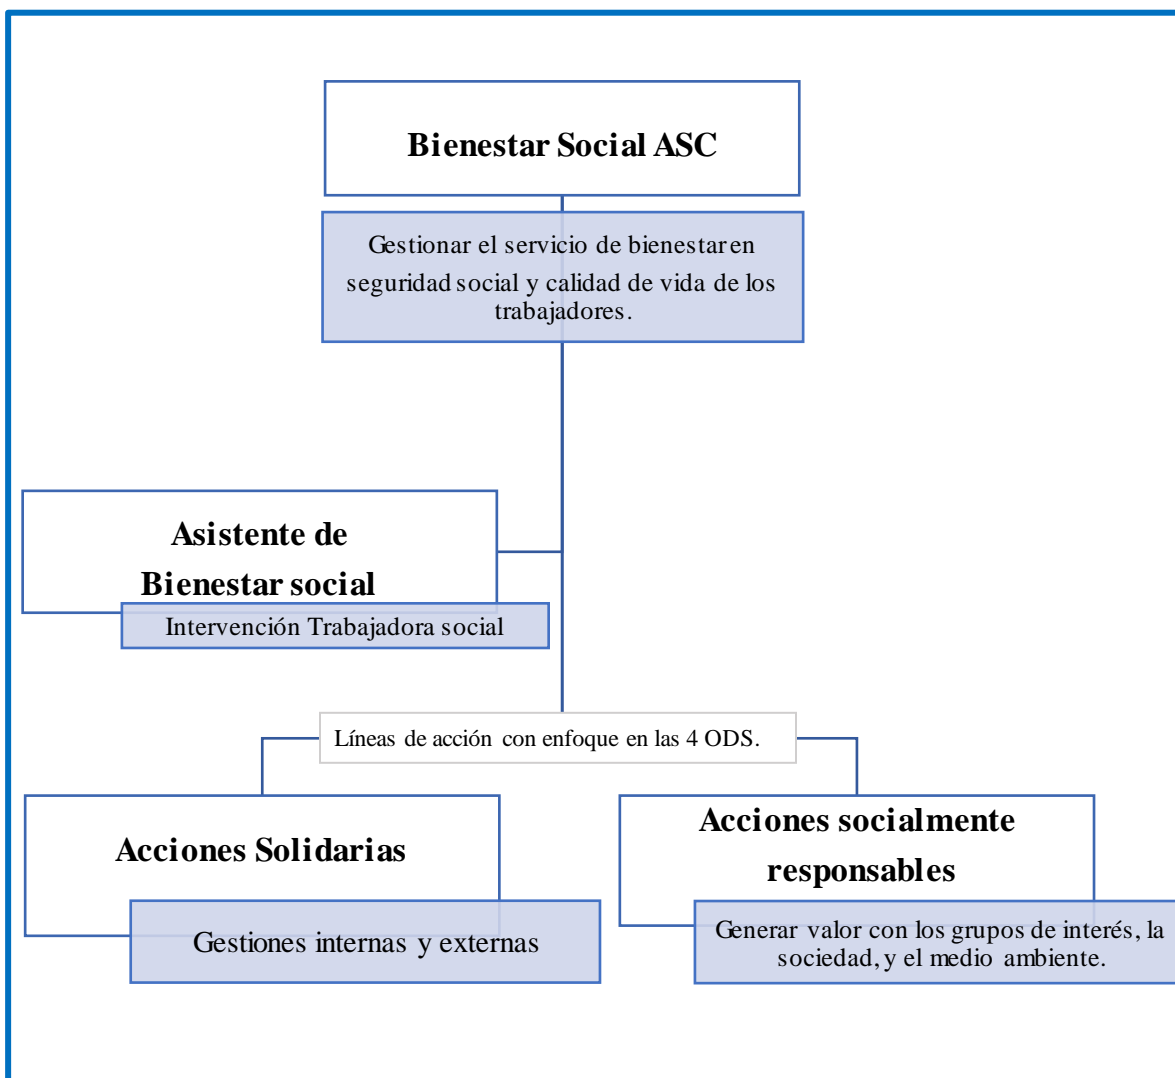 Bienestar Social ASC
Gestionar el servicio de bienestar en
seguridad social y calidad de vida de los
trabajadores.
Asistente de
Bienestar social
Intervención Trabajadora social
Líneas de acción con enfoque en las 4 ODS.
Acciones Solidarias
Gestiones internas y externas
Acciones socialmente
responsables
Generar valor con los grupos de interés, la
sociedad, y el medio ambiente.